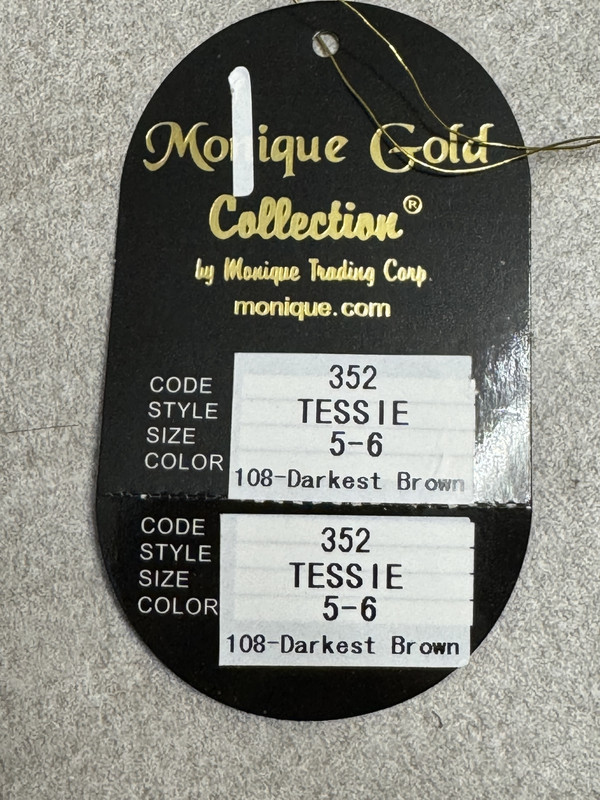 Monique Gold
Collection®
by Monique Trading Corp.
monique.com
CODE 352
STYLE TESSIE
SIZE 5-6
COLOR 108-Darkest Brown
CODE 352
STYLE TESSIE
SIZE 5-6
COLOR 108-Darkest Brown